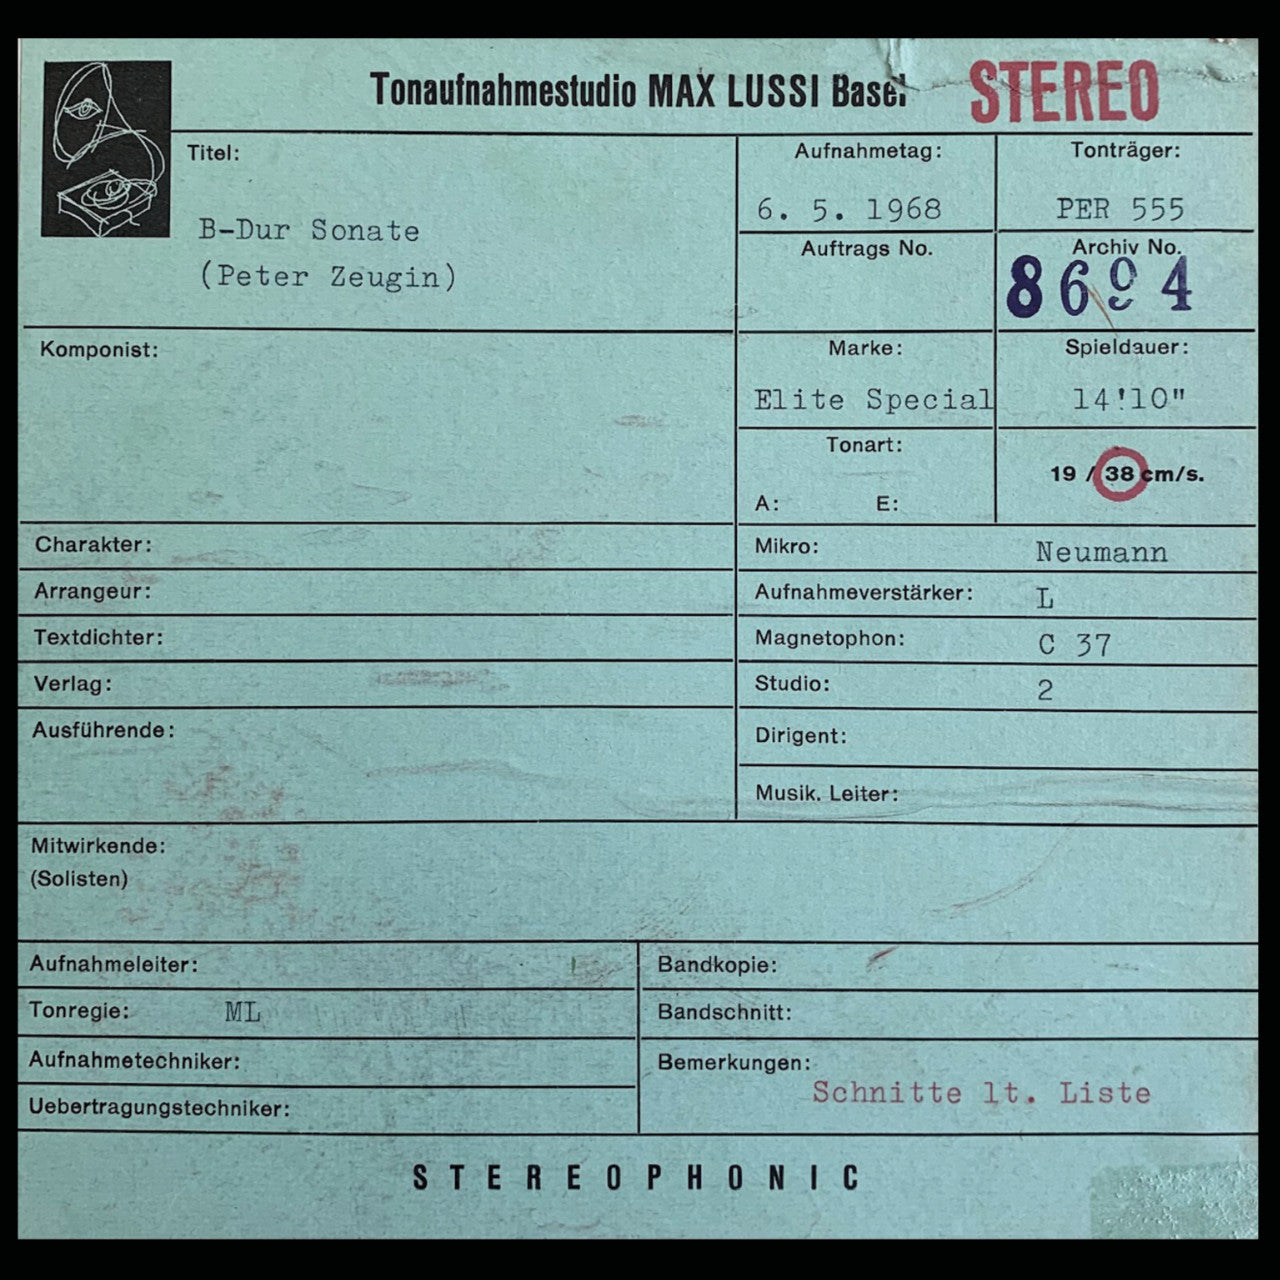 Tonaufnahmestudio MAX LUSSI Basel
STEREO
Titel:
B-Dur Sonate
(Peter Zeugin)
Aufnahmetag:
6. 5. 1968
Tonträger:
PER 555
Auftrags No.
Archiv No.
8694
Komponist:
Marke:
Elite Special
Spieldauer:
14'10"
Tonart:
A: E:
19 / 38 cm/s.
Charakter:
Arrangeur:
Textdichter:
Verlag:
Ausführende:
Mikro: Neumann
Aufnahmeverstärker: L
Magnetophon: C 37
Studio: 2
Dirigent:
Musik. Leiter:
Mitwirkende:
(Solisten)
Aufnahmeleiter:
Tonregie: ML
Aufnahmetechniker:
Uebertragungstechniker:
Bandkopie:
Bandschnitt:
Bemerkungen:
Schnitte lt. Liste
STEREOPHONIC